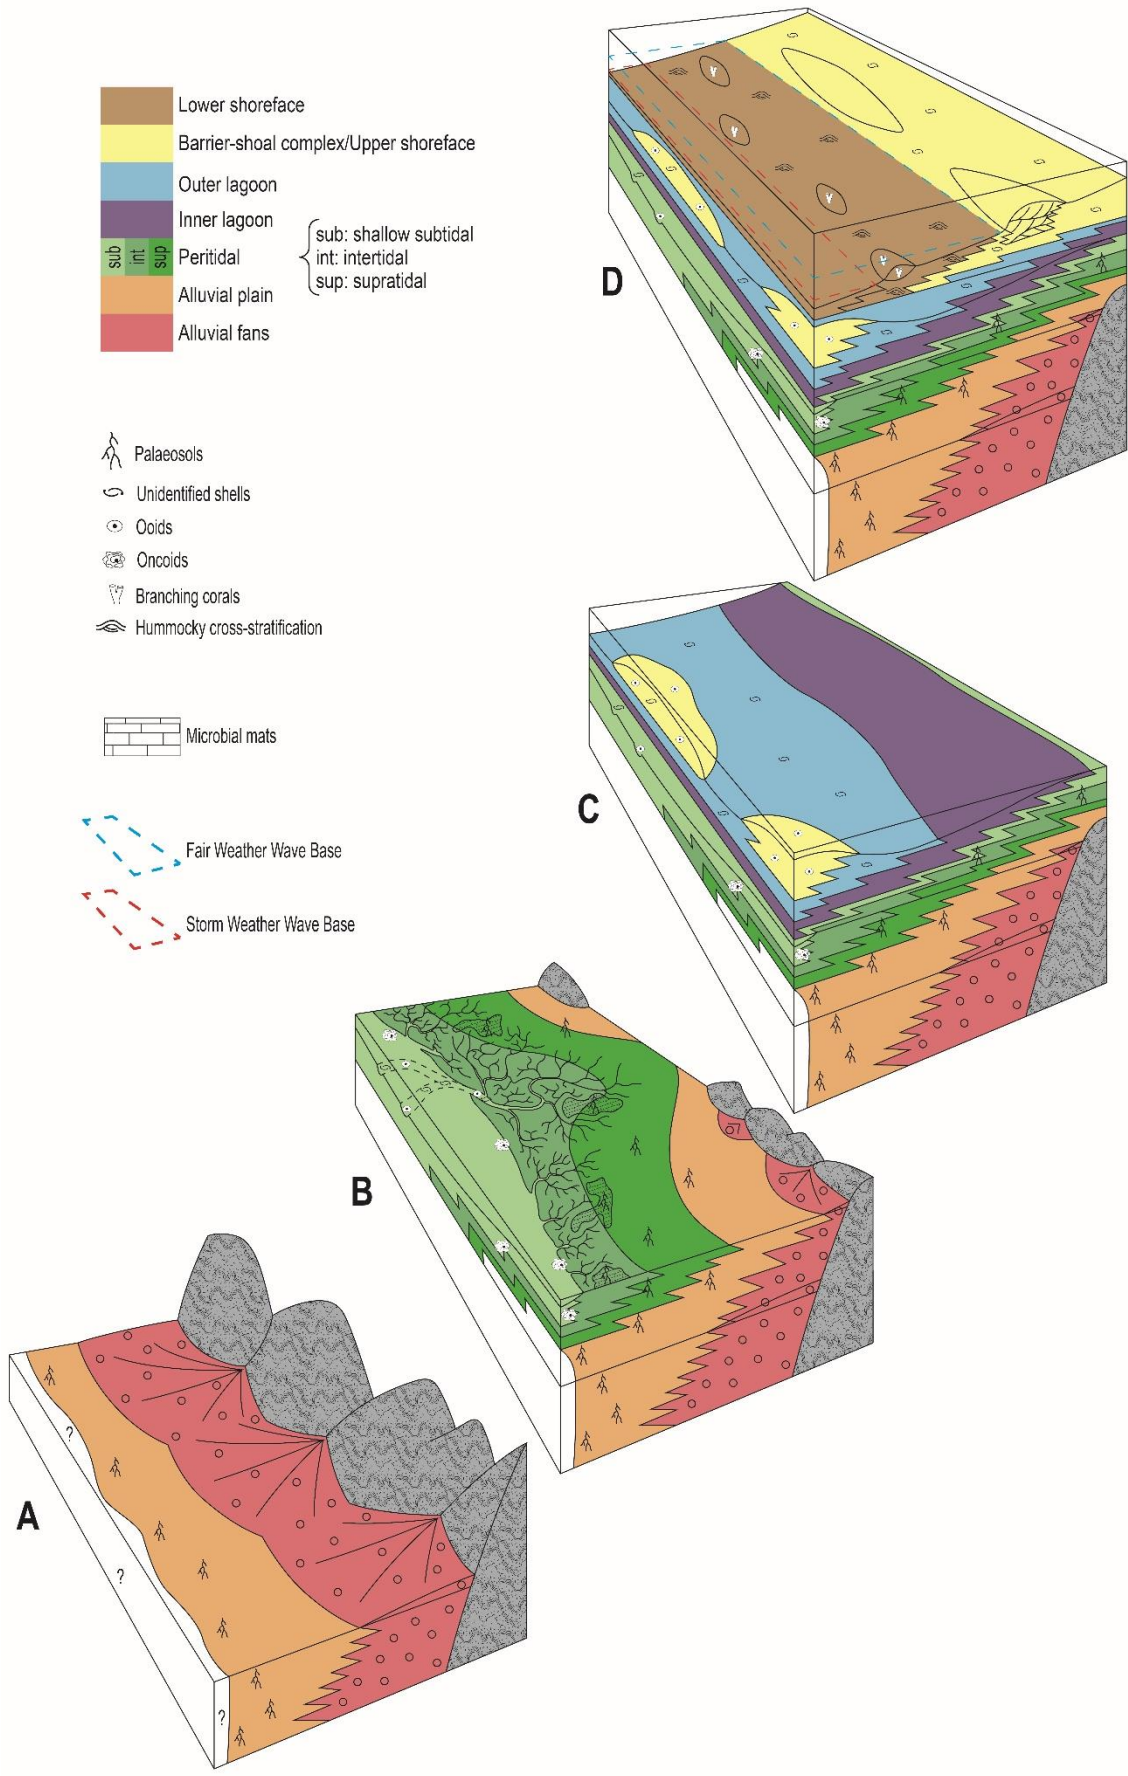 Lower shoreface
Barrier-shoal complex/Upper shoreface
Outer lagoon
Inner lagoon
sub int sup Peritidal
sub: shallow subtidal
int: intertidal
sup: supratidal
Alluvial plain
Alluvial fans
Palaeosols
Unidentified shells
Ooids
Oncoids
Branching corals
Hummocky cross-stratification
Microbial mats
Fair Weather Wave Base
Storm Weather Wave Base
D
C
B
A
?
?
?